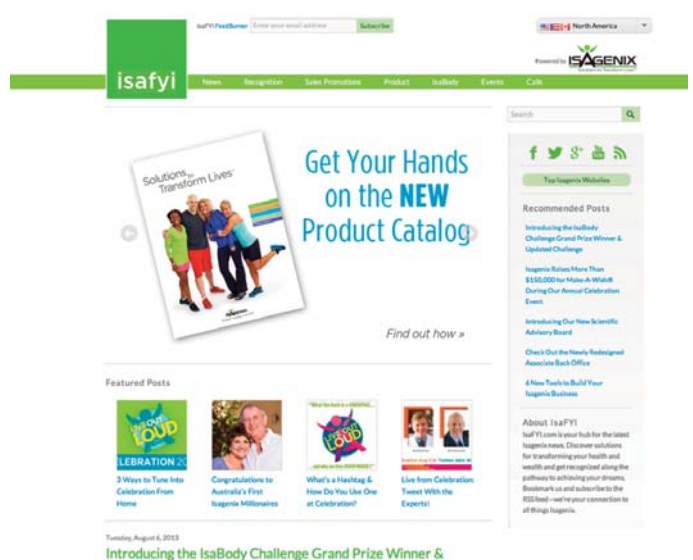 IsaFYI FeedBurner Enter your email address Subscribe
North America
Powered by ISAGENIX
Solutions to Transform Lives
isafyi
News Recognition Sales Promotions Product IsaBody Events Calls
Search
Solutions to
Transform Lives
Get Your Hands
on the NEW
Product Catalog
Find out how »
Top Isagenix Websites
Recommended Posts
Introducing the IsaBody
Challenge Grand Prize Winner &
Updated Challenge
Isagenix Raises More Than
$150,000 for Make-A-Wish®
During Our Annual Celebration
Event
Introducing Our New Scientific
Advisory Board
Check Out the Newly Redesigned
Associate Back Office
6 New Tools to Build Your
Isagenix Business
About IsaFYI
IsaFYI.com is your hub for the latest
Isagenix news. Discover solutions
for transforming your health and
wealth and get recognized along the
pathway to achieving your dreams.
Bookmark us and subscribe to the
RSS feed—we're your connection to
all things Isagenix.
Featured Posts
LIVE OUT
LOUD
LEBRATION 20
3 Ways to Tune Into
Celebration From
Home
Congratulations to
Australia's First
Isagenix Millionaires
LIVE OUT
LOUD
What's a Hashtag &
How Do You Use One
at Celebration?
Live from Celebration:
Tweet With the
Experts!
Tuesday, August 6, 2013
Introducing the IsaBody Challenge Grand Prize Winner &